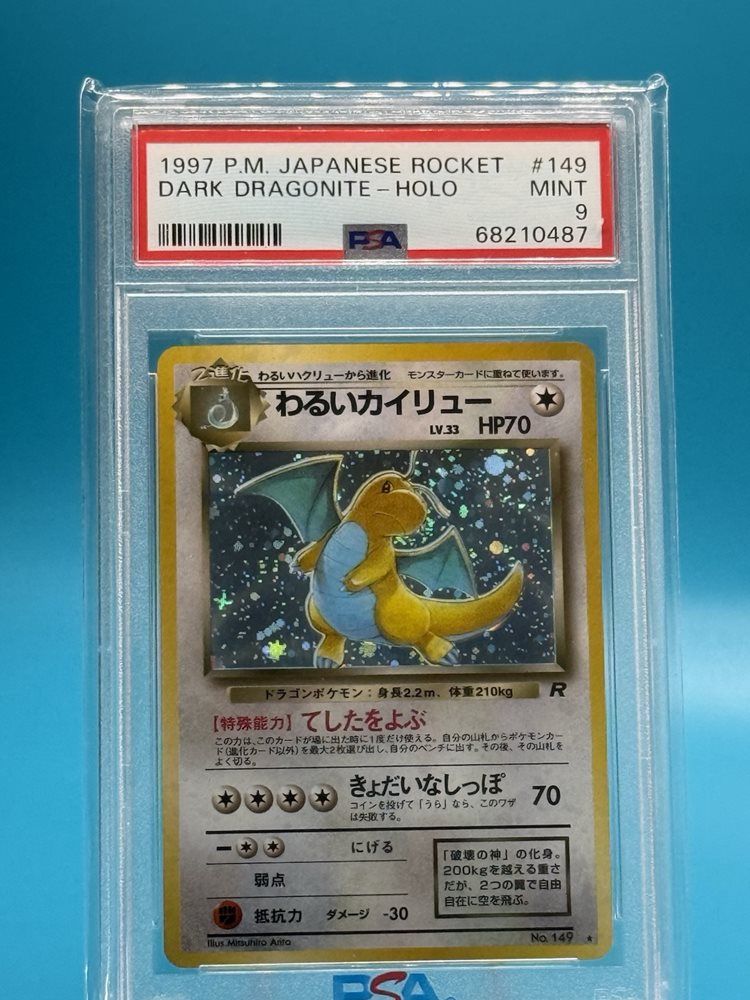 1997 P.M. JAPANESE ROCKET #149
DARK DRAGONITE - HOLO MINT
9
PSA 68210487
2進化 わるいハクリューから進化 モンスターカードに重ねて使います。
わるいカイリュー
LV.33 HP70
ドラゴンポケモン:身長2.2m、体重210kg R
【特殊能力】てしたをよぶ
この力は、このカードが場に出た時に1度だけ使える。自分の山札からポケモンカー
ド(進化カード以外)を最大2枚選び出し、自分のベンチに出す。その後、その山札を
よく切る。
きょだいなしっぽ 70
コインを投げて「うら」なら、このワザ
は失敗する。
ー にげる
弱点
抵抗力 ダメージ -30
「破壊の神」の化身。
200kgを越える重さ
だが、2つの翼で自由
自在に空を飛ぶ。
Illus. Mitsuhiro Arita No. 149 ★
PSA